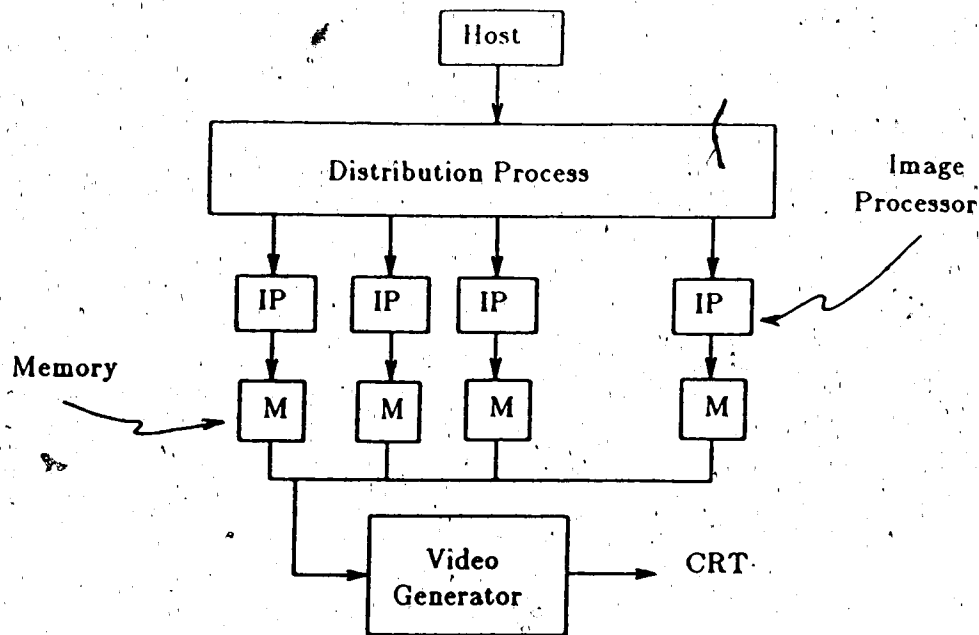 Host
Distribution Process
Image
Processor
IP
IP
IP
IP
Memory
M
M
M
M
Video
Generator
CRT